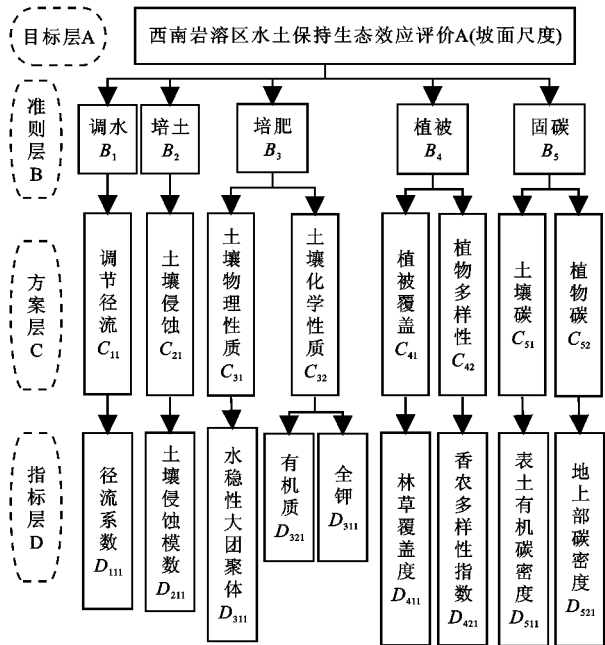 目标层A
西南岩溶区水土保持生态效应评价A(坡面尺度)
准则层B
调水 B₁
培土 B₂
培肥 B₃
植被 B₄
固碳 B₅
方案层C
调节径流 C₁₁
土壤侵蚀 C₂₁
土壤物理性质 C₃₁
土壤化学性质 C₃₂
植被覆盖 C₄₁
植物多样性 C₄₂
土壤碳 C₅₁
植物碳 C₅₂
指标层D
径流系数 D₁₁₁
土壤侵蚀模数 D₂₁₁
水稳性大团聚体 D₃₁₁
有机质 D₃₂₁
全钾 D₃₁₁
林草覆盖度 D₄₁₁
香农多样性指数 D₄₂₁
表土有机碳密度 D₅₁₁
地上部碳密度 D₅₂₁